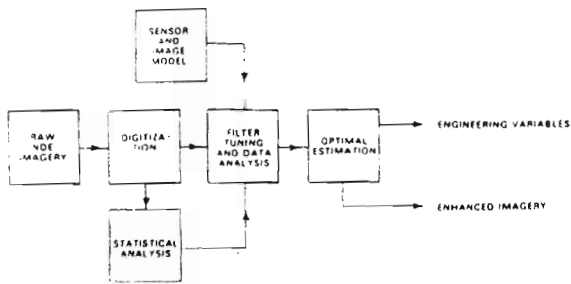 SENSOR
AND
IMAGE
MODEL
RAW
NDE
IMAGERY
DIGITIZA-
TION
FILTER
TUNING
AND DATA
ANALYSIS
OPTIMAL
ESTIMATION
ENGINEERING VARIABLES
ENHANCED IMAGERY
STATISTICAL
ANALYSIS